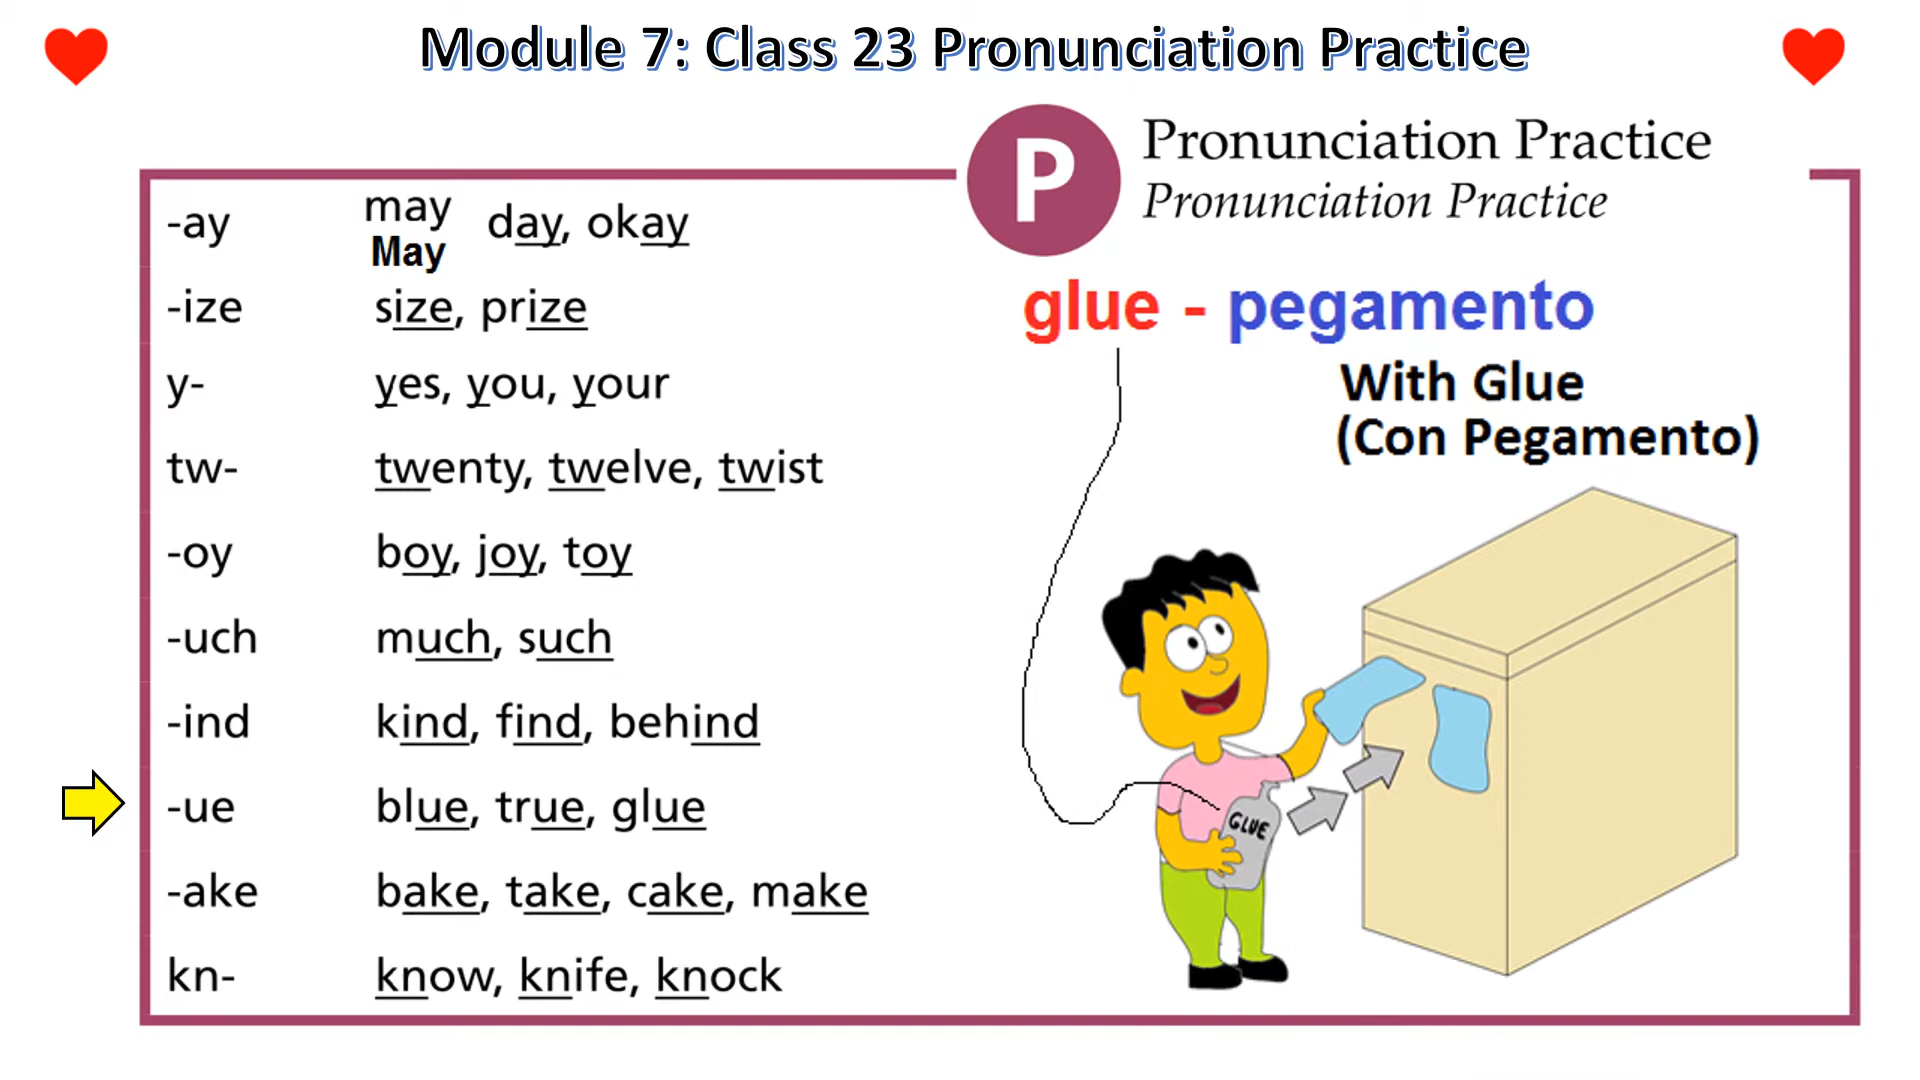 Module 7: Class 23 Pronunciation Practice
P
Pronunciation Practice
Pronunciation Practice
-ay may day, okay
May
-ize size, prize
y- yes, you, your
tw- twenty, twelve, twist
-oy boy, joy, toy
-uch much, such
-ind kind, find, behind
-ue blue, true, glue
-ake bake, take, cake, make
kn- know, knife, knock
glue - pegamento
With Glue
(Con Pegamento)
GLUE